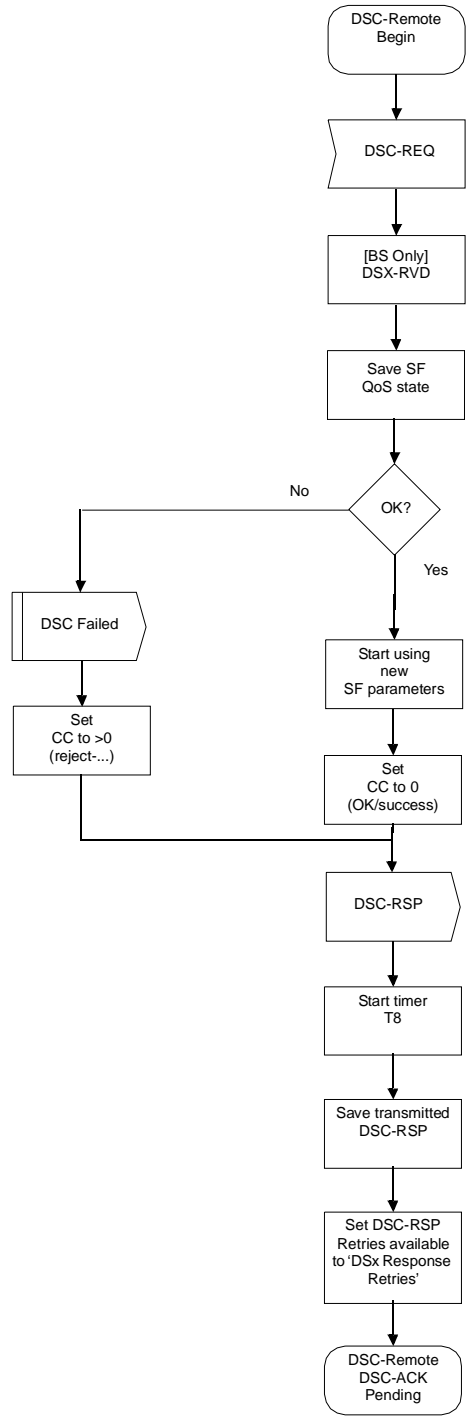 DSC-Remote
Begin
DSC-REQ
[BS Only]
DSX-RVD
Save SF
QoS state
No
OK?
Yes
DSC Failed
Start using
new
SF parameters
Set
CC to >0
(reject-...)
Set
CC to 0
(OK/success)
DSC-RSP
Start timer
T8
Save transmitted
DSC-RSP
Set DSC-RSP
Retries available
to ‘DSx Response
Retries’
DSC-Remote
DSC-ACK
Pending